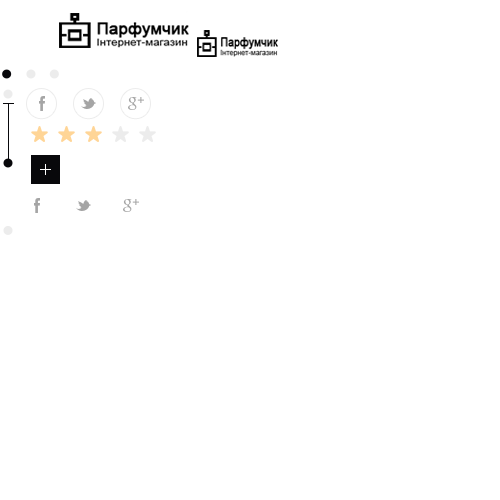 Парфумчик
Інтернет-магазин
Парфумчик
Інтернет-магазин